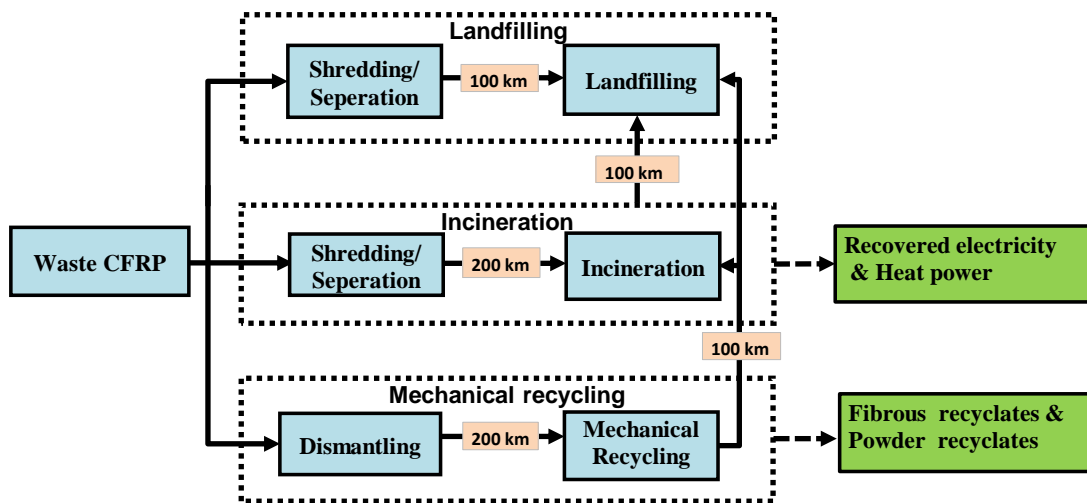 Landfilling
Shredding/
Seperation
100 km
Landfilling
100 km
Incineration
Waste CFRP
Shredding/
Seperation
200 km
Incineration
Recovered electricity
& Heat power
100 km
Mechanical recycling
Dismantling
200 km
Mechanical
Recycling
Fibrous recyclates &
Powder recyclates